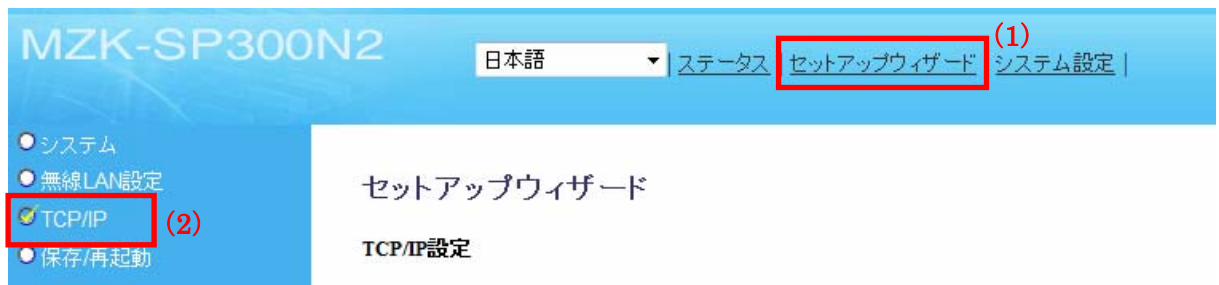 MZK-SP300N2
日本語 | ステータス | セットアップウィザード | システム設定 |
(1)
システム
無線LAN設定
TCP/IP
(2)
保存/再起動
セットアップウィザード
TCP/IP設定